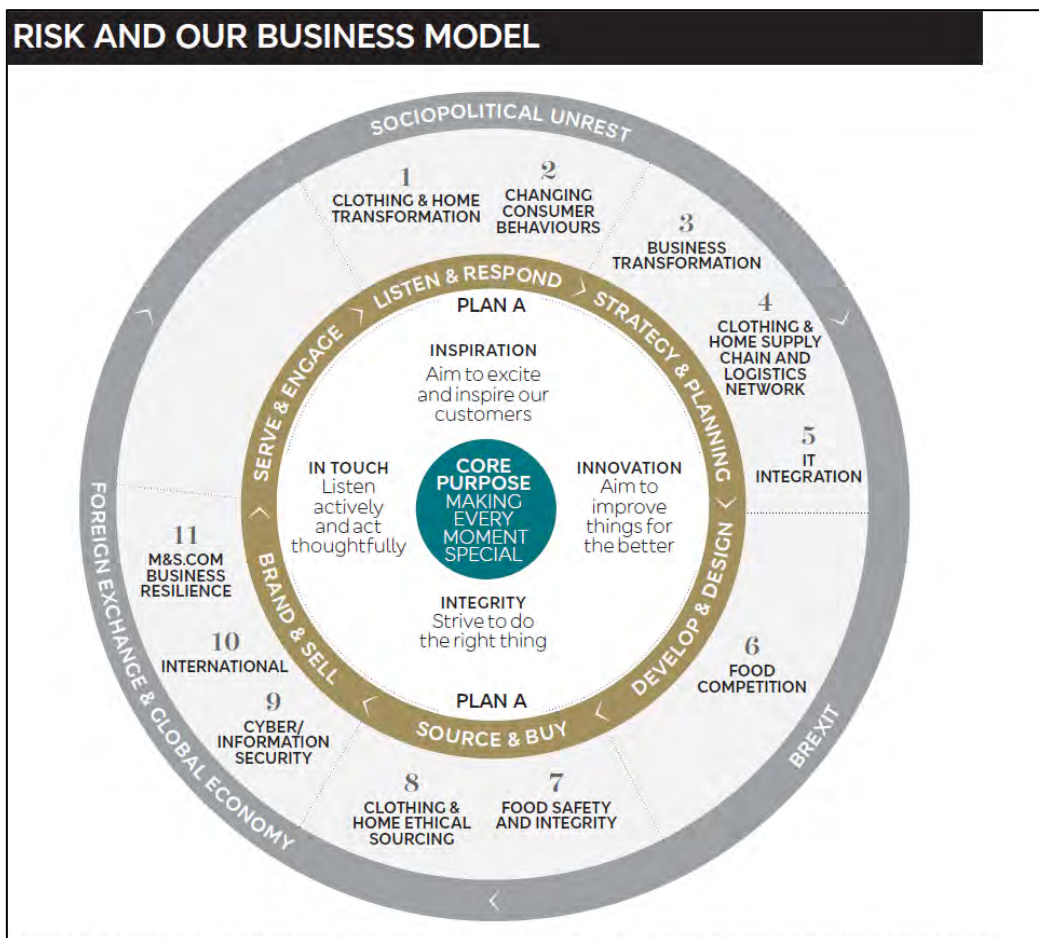 RISK AND OUR BUSINESS MODEL
SOCIOPOLITICAL UNREST
1
CLOTHING & HOME
TRANSFORMATION
2
CHANGING
CONSUMER
BEHAVIOURS
3
BUSINESS
TRANSFORMATION
4
CLOTHING &
HOME SUPPLY
CHAIN AND
LOGISTICS
NETWORK
5
IT
INTEGRATION
6
FOOD
COMPETITION
BREXIT
7
FOOD SAFETY
AND INTEGRITY
8
CLOTHING &
HOME ETHICAL
SOURCING
9
CYBER/
INFORMATION
SECURITY
10
INTERNATIONAL
11
M&S.COM
BUSINESS
RESILIENCE
FOREIGN EXCHANGE & GLOBAL ECONOMY
LISTEN & RESPOND
STRATEGY & PLANNING
DEVELOP & DESIGN
SOURCE & BUY
BRAND & SELL
SERVE & ENGAGE
PLAN A
INSPIRATION
Aim to excite
and inspire our
customers
IN TOUCH
Listen
actively
and act
thoughtfully
CORE
PURPOSE
MAKING
EVERY
MOMENT
SPECIAL
INNOVATION
Aim to
improve
things for
the better
INTEGRITY
Strive to do
the right thing
PLAN A